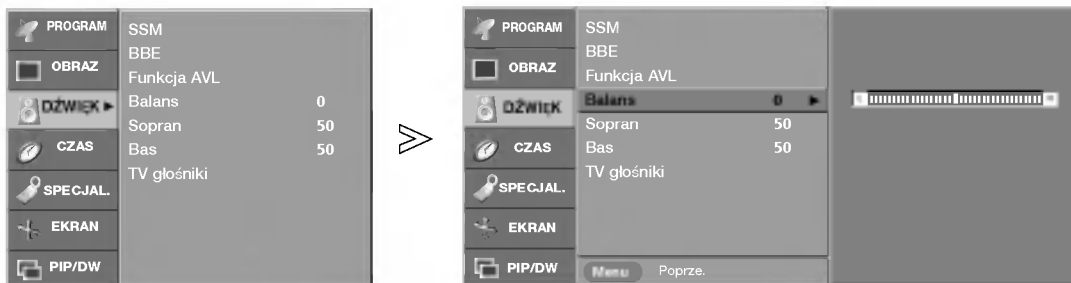 PROGRAM
OBRAZ
DŹWIĘK
CZAS
SPECJAL.
EKRAN
PIP/DW
SSM
BBE
Funkcja AVL
Balans 0
Sopran 50
Bas 50
TV głośniki
PROGRAM
OBRAZ
DŹWIĘK
CZAS
SPECJAL.
EKRAN
PIP/DW
SSM
BBE
Funkcja AVL
Balans 0
Sopran 50
Bas 50
TV głośniki
Menu Poprze.